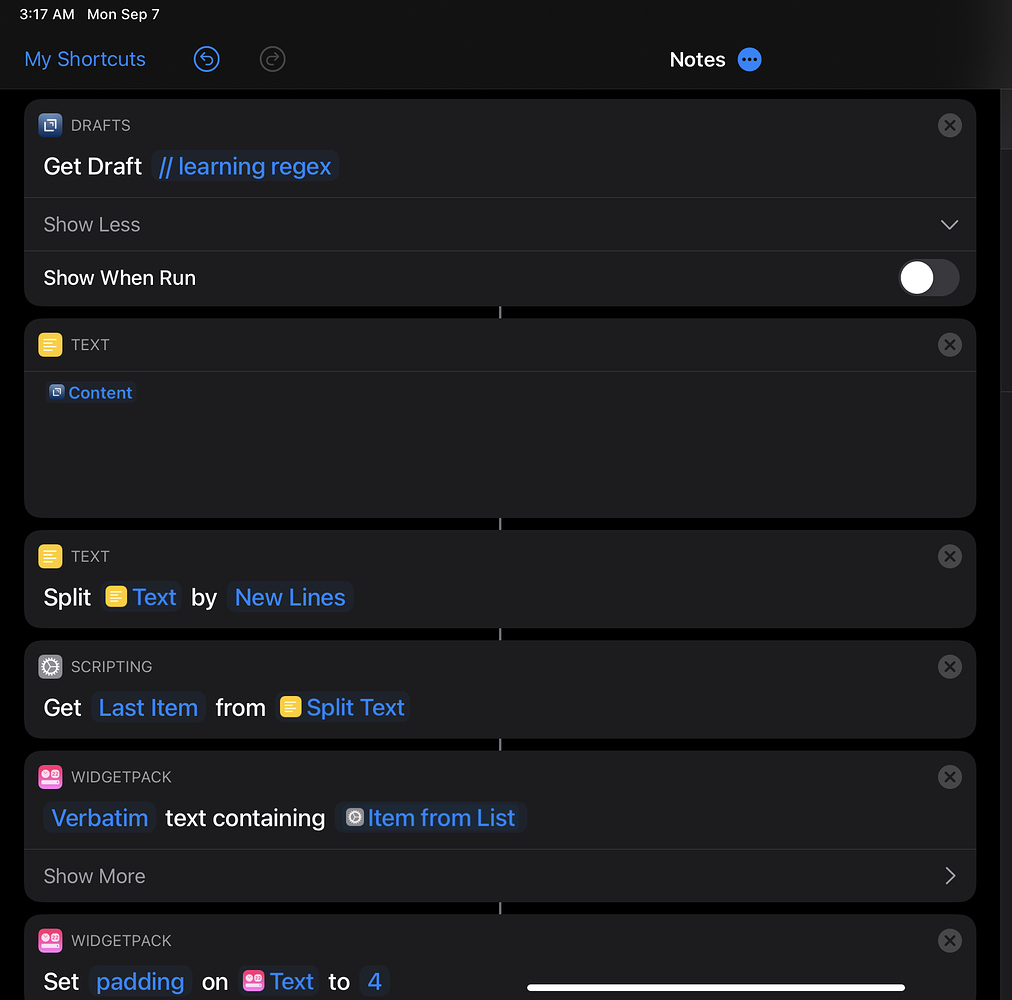 3:17 AM Mon Sep 7
My Shortcuts Notes
DRAFTS
Get Draft // learning regex
Show Less
Show When Run
TEXT
Content
TEXT
Split Text by New Lines
SCRIPTING
Get Last Item from Split Text
WIDGETPACK
Verbatim text containing Item from List
Show More
WIDGETPACK
Set padding on Text to 4